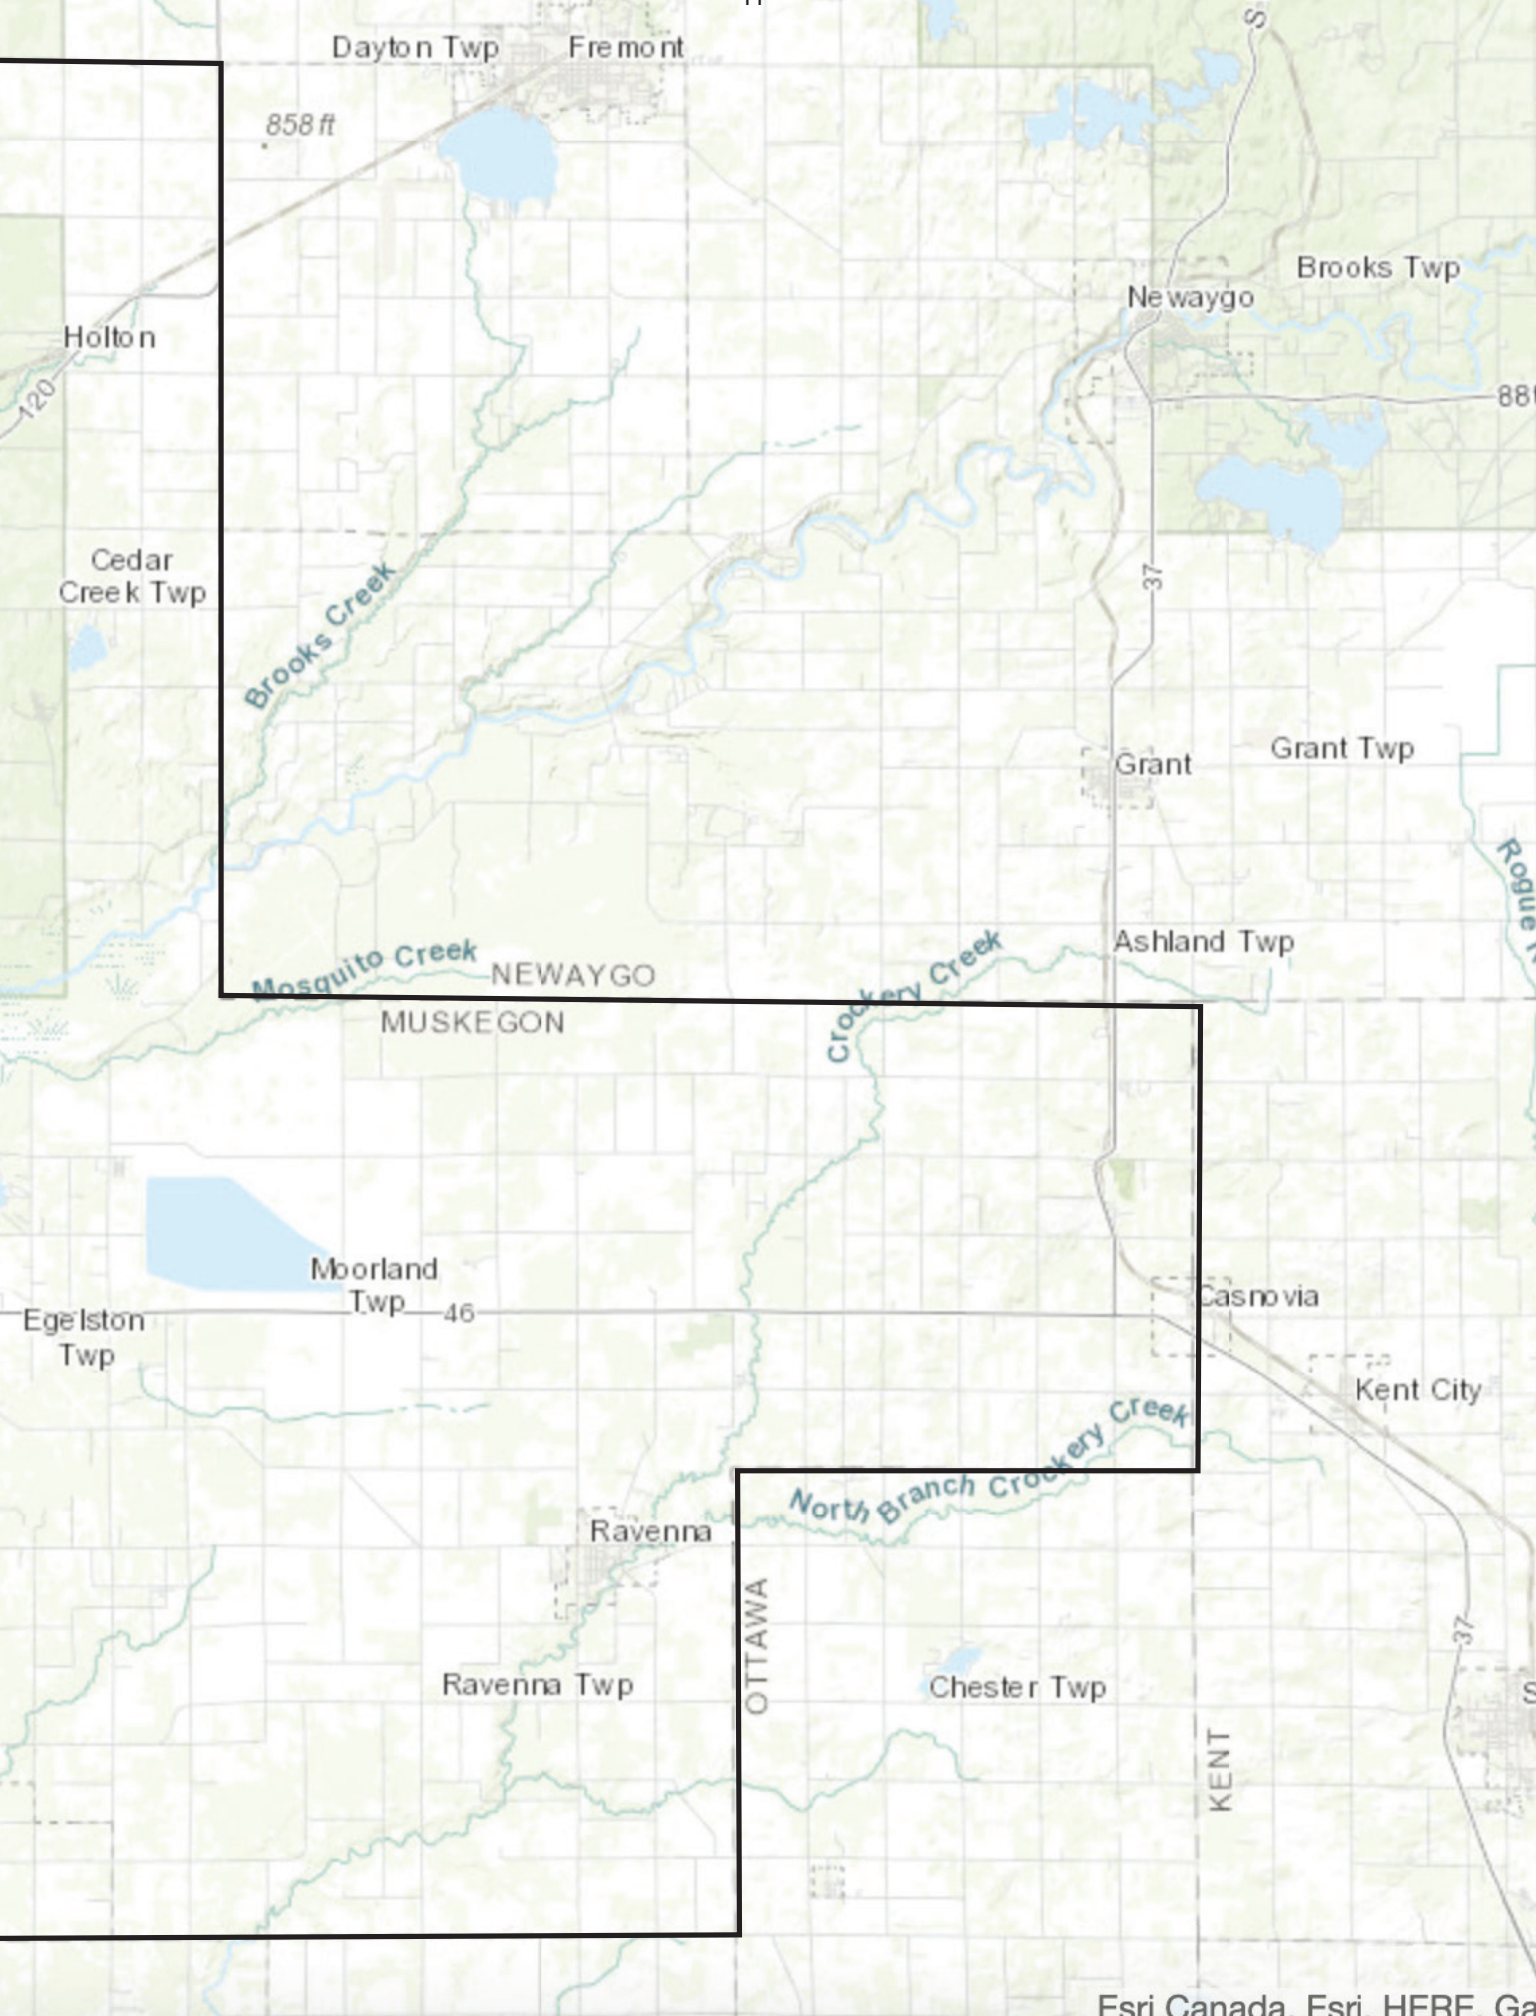 Dayton Twp
Fremont
858 ft
Brooks Twp
Newaygo
Holton
120
Cedar
Creek Twp
37
Brooks Creek
Grant
Grant Twp
Rogue
Ashland Twp
Mosquito Creek
NEWAYGO
Crockery Creek
MUSKEGON
Moorland
Twp
46
Casnovia
Egelston
Twp
Kent City
North Branch Crockery Creek
Ravenna
OTTAWA
37
Ravenna Twp
Chester Twp
KENT
Esri Canada, Esri, HERE,